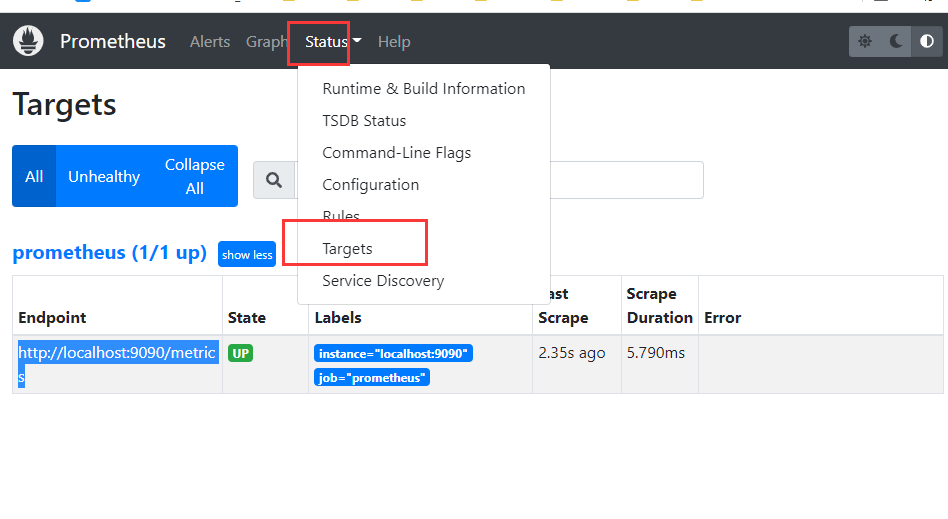 Prometheus Alerts Graph Status Help
Runtime & Build Information
TSDB Status
Command-Line Flags
Configuration
Rules
Targets
Service Discovery
Targets
All Unhealthy Collapse
All
prometheus (1/1 up) show less
Endpoint State Labels Scrape Scrape
Duration Error
http://localhost:9090/metric
s
UP
instance="localhost:9090"
job="prometheus"
2.35s ago 5.790ms